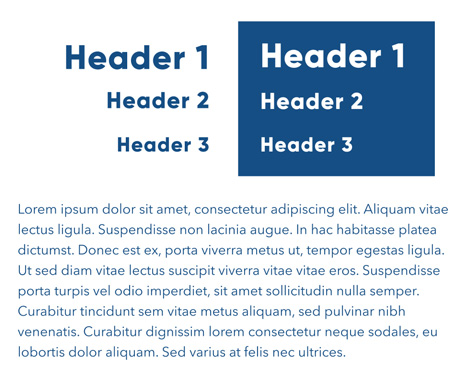 Header 1
Header 2
Header 3
Header 1
Header 2
Header 3
Lorem ipsum dolor sit amet, consectetur adipiscing elit. Aliquam vitae
lectus ligula. Suspendisse non lacinia augue. In hac habitasse platea
dictumst. Donec est ex, porta viverra metus ut, tempor egestas ligula.
Ut sed diam vitae lectus suscipit viverra vitae vitae eros. Suspendisse
porta turpis vel odio imperdiet, sit amet sollicitudin nulla semper.
Curabitur tincidunt sem vitae metus aliquam, sed pulvinar nibh
venenatis. Curabitur dignissim lorem consectetur neque sodales, eu
lobortis dolor aliquam. Sed varius at felis nec ultrices.